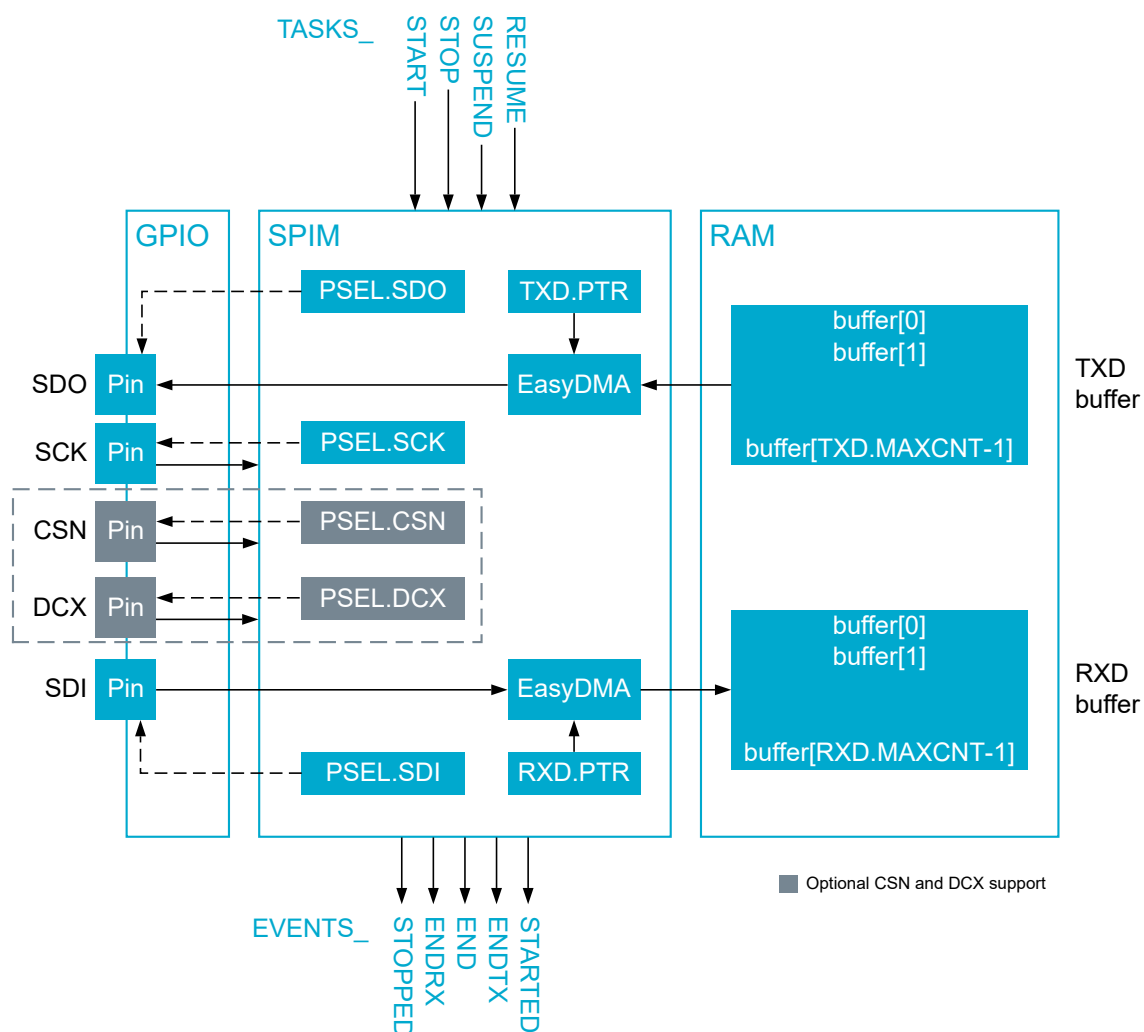 TASKS_
START
STOP
SUSPEND
RESUME
GPIO
SPIM
RAM
PSEL.SDO
TXD.PTR
buffer[0]
buffer[1]
buffer[TXD.MAXCNT-1]
TXD
buffer
SDO
Pin
EasyDMA
SCK
Pin
PSEL.SCK
CSN
Pin
PSEL.CSN
DCX
Pin
PSEL.DCX
SDI
Pin
EasyDMA
buffer[0]
buffer[1]
buffer[RXD.MAXCNT-1]
RXD
buffer
PSEL.SDI
RXD.PTR
Optional CSN and DCX support
EVENTS_
STOPPED
ENDRX
END
ENDTX
STARTED